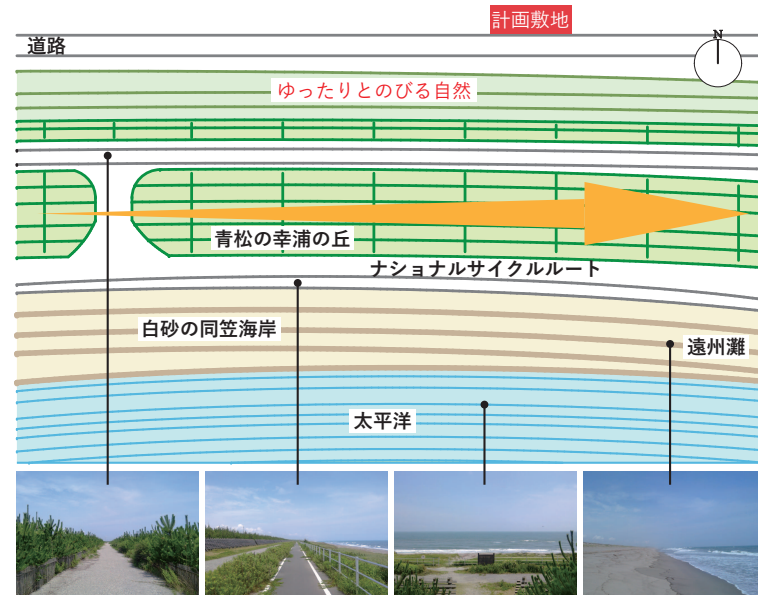 計画敷地
N
道路
ゆったりとのびる自然
青松の幸浦の丘
ナショナルサイクルルート
白砂の同笠海岸
遠州灘
太平洋